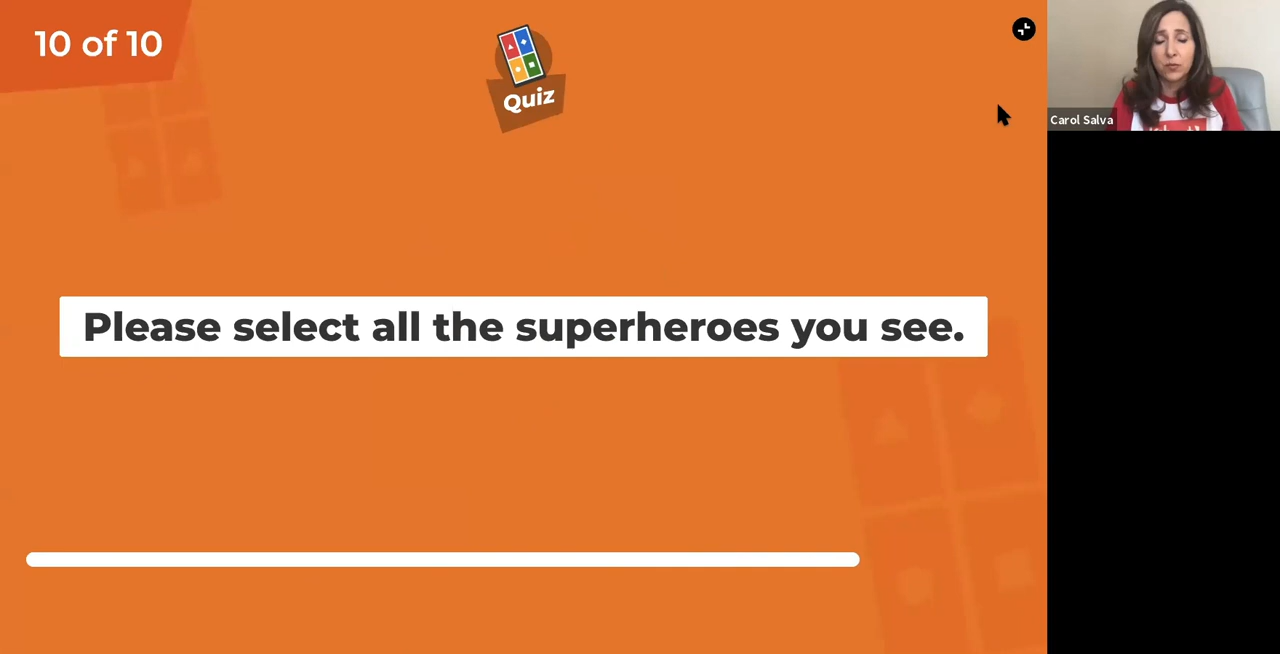 10 of 10
Quiz
Carol Salva
Please select all the superheroes you see.